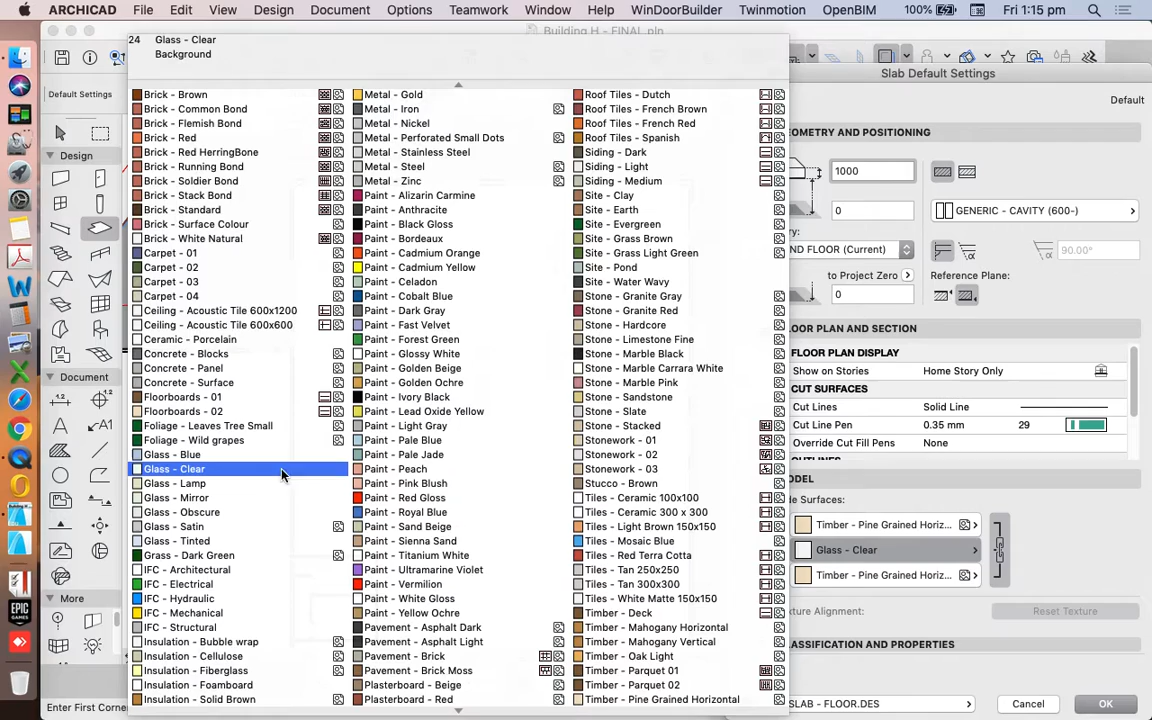 ARCHICAD File Edit View Design Document Options Teamwork Window Help WinDoorBuilder Twinmotion OpenBIM 100% Fri 1:15 pm
Building H - FINAL.pln
24 Glass - Clear
Background
Default Settings
Design
Document
More
Enter First Corner
Brick - Brown
Brick - Common Bond
Brick - Flemish Bond
Brick - Red
Brick - Red HerringBone
Brick - Running Bond
Brick - Soldier Bond
Brick - Stack Bond
Brick - Standard
Brick - Surface Colour
Brick - White Natural
Carpet - 01
Carpet - 02
Carpet - 03
Carpet - 04
Ceiling - Acoustic Tile 600x1200
Ceiling - Acoustic Tile 600x600
Ceramic - Porcelain
Concrete - Blocks
Concrete - Panel
Concrete - Surface
Floorboards - 01
Floorboards - 02
Foliage - Leaves Tree Small
Foliage - Wild grapes
Glass - Blue
Glass - Clear
Glass - Lamp
Glass - Mirror
Glass - Obscure
Glass - Satin
Glass - Tinted
Grass - Dark Green
IFC - Architectural
IFC - Electrical
IFC - Hydraulic
IFC - Mechanical
IFC - Structural
Insulation - Bubble wrap
Insulation - Cellulose
Insulation - Fiberglass
Insulation - Foamboard
Insulation - Solid Brown
Metal - Gold
Metal - Iron
Metal - Nickel
Metal - Perforated Small Dots
Metal - Stainless Steel
Metal - Steel
Metal - Zinc
Paint - Alizarin Carmine
Paint - Anthracite
Paint - Black Gloss
Paint - Bordeaux
Paint - Cadmium Orange
Paint - Cadmium Yellow
Paint - Celadon
Paint - Cobalt Blue
Paint - Dark Gray
Paint - Fast Velvet
Paint - Forest Green
Paint - Glossy White
Paint - Golden Beige
Paint - Golden Ochre
Paint - Ivory Black
Paint - Lead Oxide Yellow
Paint - Light Gray
Paint - Pale Blue
Paint - Pale Jade
Paint - Peach
Paint - Pink Blush
Paint - Red Gloss
Paint - Royal Blue
Paint - Sand Beige
Paint - Sienna Sand
Paint - Titanium White
Paint - Ultramarine Violet
Paint - Vermilion
Paint - White Gloss
Paint - Yellow Ochre
Pavement - Asphalt Dark
Pavement - Asphalt Light
Pavement - Brick
Pavement - Brick Moss
Plasterboard - Beige
Plasterboard - Red
Roof Tiles - Dutch
Roof Tiles - French Brown
Roof Tiles - French Red
Roof Tiles - Spanish
Siding - Dark
Siding - Light
Siding - Medium
Site - Clay
Site - Earth
Site - Evergreen
Site - Grass Brown
Site - Grass Light Green
Site - Pond
Site - Water Wavy
Stone - Granite Gray
Stone - Granite Red
Stone - Hardcore
Stone - Limestone Fine
Stone - Marble Black
Stone - Marble Carrara White
Stone - Marble Pink
Stone - Sandstone
Stone - Slate
Stone - Stacked
Stonework - 01
Stonework - 02
Stonework - 03
Stucco - Brown
Tiles - Ceramic 100x100
Tiles - Ceramic 300 x 300
Tiles - Light Brown 150x150
Tiles - Mosaic Blue
Tiles - Red Terra Cotta
Tiles - Tan 250x250
Tiles - Tan 300x300
Tiles - White Matte 150x150
Timber - Deck
Timber - Mahogany Horizontal
Timber - Mahogany Vertical
Timber - Oak Light
Timber - Parquet 01
Timber - Parquet 02
Timber - Pine Grained Horizontal
Slab Default Settings
Default
OMETRY AND POSITIONING
1000
0 GENERIC - CAVITY (600-)
ry:
ND FLOOR (Current) 90.00°
to Project Zero Reference Plane:
0
OOR PLAN AND SECTION
FLOOR PLAN DISPLAY
Show on Stories Home Story Only
CUT SURFACES
Cut Lines Solid Line
Cut Line Pen 0.35 mm 29
Override Cut Fill Pens None
OUTLINES
ODEL
de Surfaces:
Timber - Pine Grained Horiz...
Glass - Clear
Timber - Pine Grained Horiz...
xture Alignment: Reset Texture
ASSIFICATION AND PROPERTIES
SLAB - FLOOR.DES
Cancel OK